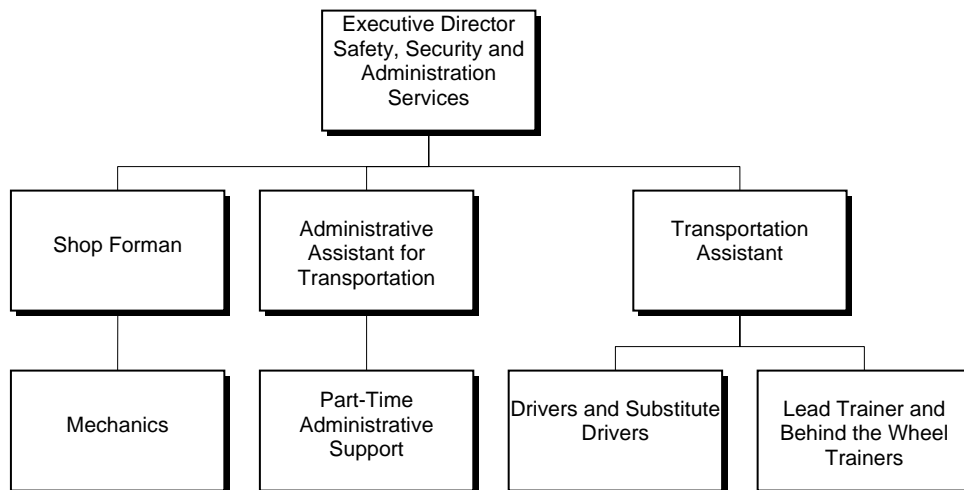 Executive Director
Safety, Security and
Administration
Services
Shop Forman
Administrative
Assistant for
Transportation
Transportation
Assistant
Mechanics
Part-Time
Administrative
Support
Drivers and Substitute
Drivers
Lead Trainer and
Behind the Wheel
Trainers